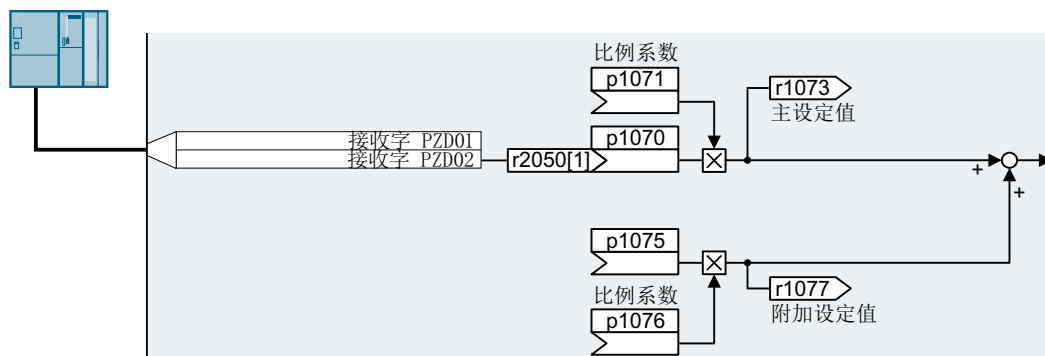 比例系数
p1071
r1073
主设定值
接收字 PZD01
p1070
接收字 PZD02
r2050[1]
+
+
p1075
r1077
比例系数
附加设定值
p1076